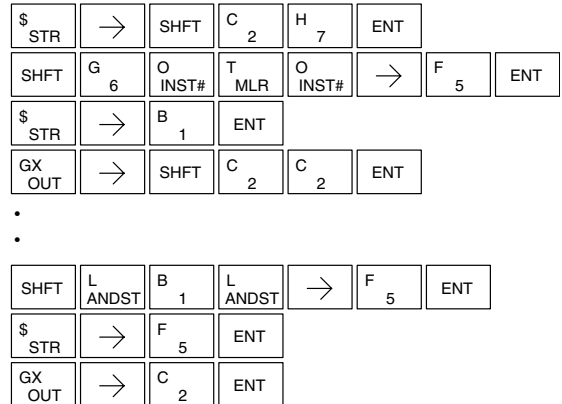 $ STR → SHFT C 2 H 7 ENT
SHFT G 6 O INST# T MLR O INST# → F 5 ENT
$ STR → B 1 ENT
GX OUT → SHFT C 2 C 2 ENT
•
•
SHFT L ANDST B 1 L ANDST → F 5 ENT
$ STR → F 5 ENT
GX OUT → C 2 ENT